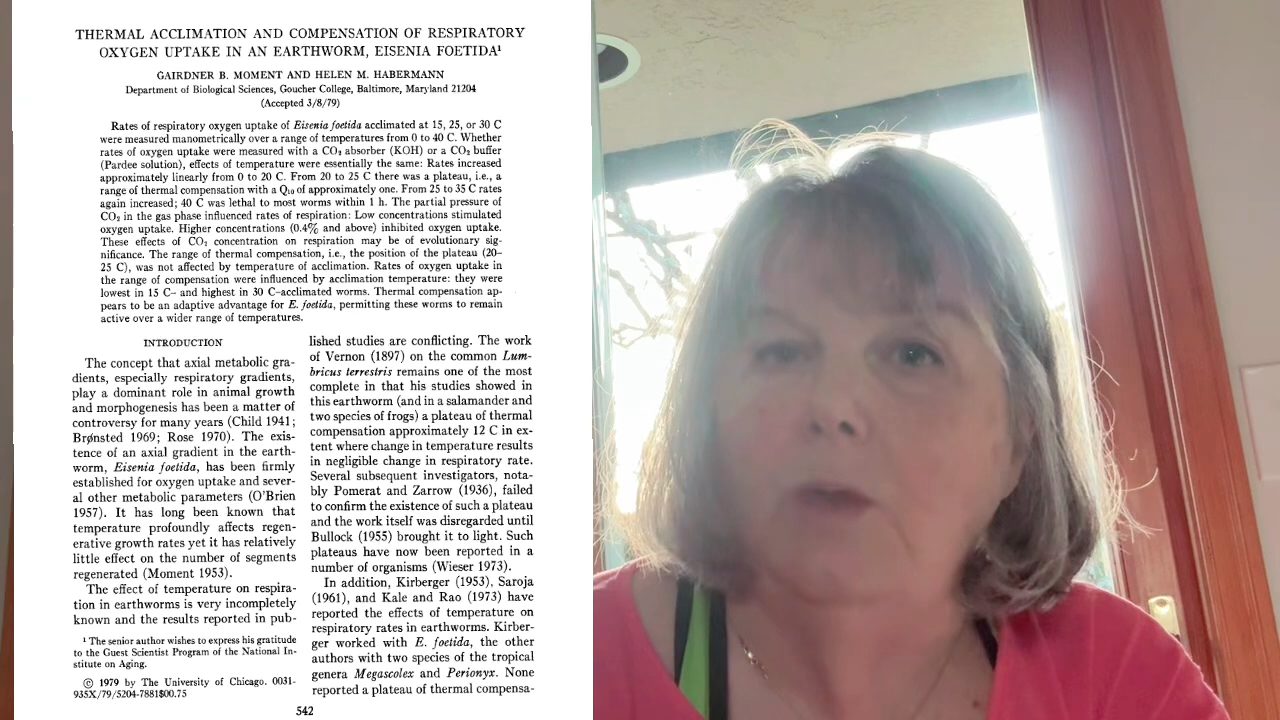 THERMAL ACCLIMATION AND COMPENSATION OF RESPIRATORY
OXYGEN UPTAKE IN AN EARTHWORM, EISENIA FOETIDA¹
GAIRDNER B. MOMENT AND HELEN M. HABERMANN
Department of Biological Sciences, Goucher College, Baltimore, Maryland 21204
(Accepted 3/8/79)
Rates of respiratory oxygen uptake of Eisenia foetida acclimated at 15, 25, or 30 C
were measured manometrically over a range of temperatures from 0 to 40 C. Whether
rates of oxygen uptake were measured with a CO₂ absorber (KOH) or a CO₂ buffer
(Pardee solution), effects of temperature were essentially the same: Rates increased
approximately linearly from 0 to 20 C. From 20 to 25 C there was a plateau, i.e., a
range of thermal compensation with a Q₁₀ of approximately one. From 25 to 35 C rates
again increased; 40 C was lethal to most worms within 1 h. The partial pressure of
CO₂ in the gas phase influenced rates of respiration: Low concentrations stimulated
oxygen uptake. Higher concentrations (0.4% and above) inhibited oxygen uptake.
These effects of CO₂ concentration on respiration may be of evolutionary sig-
nificance. The range of thermal compensation, i.e., the position of the plateau (20–
25 C), was not affected by temperature of acclimation. Rates of oxygen uptake in
the range of compensation were influenced by acclimation temperature: they were
lowest in 15 C– and highest in 30 C–acclimated worms. Thermal compensation ap-
pears to be an adaptive advantage for E. foetida, permitting these worms to remain
active over a wider range of temperatures.
INTRODUCTION
The concept that axial metabolic gra-
dients, especially respiratory gradients,
play a dominant role in animal growth
and morphogenesis has been a matter of
controversy for many years (Child 1941;
Brønsted 1969; Rose 1970). The exis-
tence of an axial gradient in the earth-
worm, Eisenia foetida, has been firmly
established for oxygen uptake and sever-
al other metabolic parameters (O'Brien
1957). It has long been known that
temperature profoundly affects regen-
erative growth rates yet it has relatively
little effect on the number of segments
regenerated (Moment 1953).
The effect of temperature on respira-
tion in earthworms is very incompletely
known and the results reported in pub-
¹ The senior author wishes to express his gratitude
to the Guest Scientist Program of the National In-
stitute on Aging.
© 1979 by The University of Chicago. 0031-
935X/79/5204-7881$00.75
lished studies are conflicting. The work
of Vernon (1897) on the common Lum-
bricus terrestris remains one of the most
complete in that his studies showed in
this earthworm (and in a salamander and
two species of frogs) a plateau of thermal
compensation approximately 12 C in ex-
tent where change in temperature results
in negligible change in respiratory rate.
Several subsequent investigators, nota-
bly Pomerat and Zarrow (1936), failed
to confirm the existence of such a plateau
and the work itself was disregarded until
Bullock (1955) brought it to light. Such
plateaus have now been reported in a
number of organisms (Wieser 1973).
In addition, Kirberger (1953), Saroja
(1961), and Kale and Rao (1973) have
reported the effects of temperature on
respiratory rates in earthworms. Kirber-
ger worked with E. foetida, the other
authors with two species of the tropical
genera Megascolex and Perionyx. None
reported a plateau of thermal compensa-
542